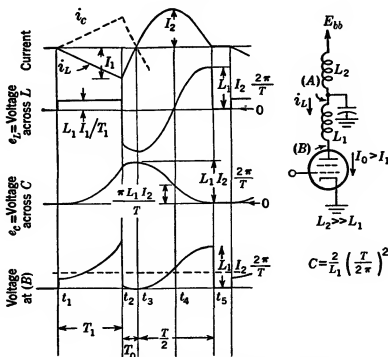 i_c
I_2
Current
I_1
i_L
e_L=Voltage
across L
L_1 I_1/T_1
L_1 I_2 2π/T
0
e_c=Voltage
across C
πL_1 I_2/T
L_1 I_2 2π/T
0
Voltage
at (B)
L_1 I_2 2π/T
t_1
t_2
t_3
t_4
t_5
T_1
T_0
T/2
E_bb
L_2
(A)
i_L
L_1
(B)
I_0>I_1
L_2>>L_1
C=2/L_1 (T/2π)^2